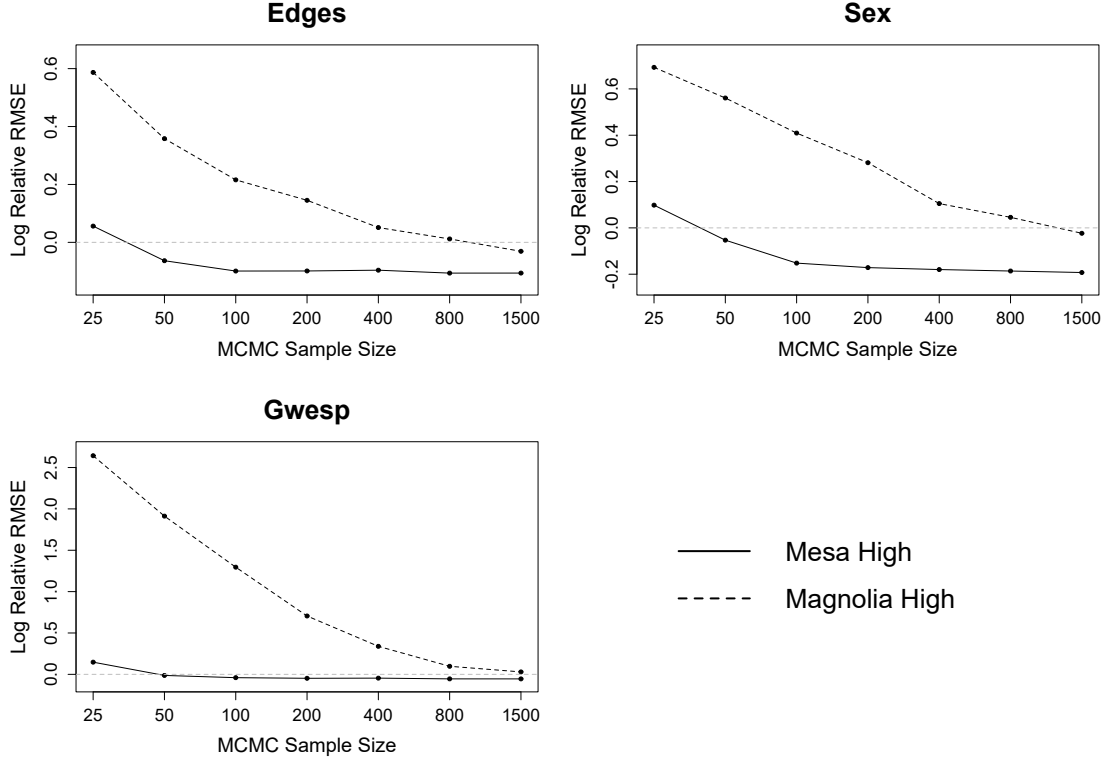 Edges
Log Relative RMSE
0.6
0.4
0.2
0.0
25 50 100 200 400 800 1500
MCMC Sample Size
Sex
Log Relative RMSE
0.6
0.4
0.2
0.0
-0.2
25 50 100 200 400 800 1500
MCMC Sample Size
Gwesp
Log Relative RMSE
2.5
2.0
1.5
1.0
0.5
0.0
25 50 100 200 400 800 1500
MCMC Sample Size
Mesa High
Magnolia High